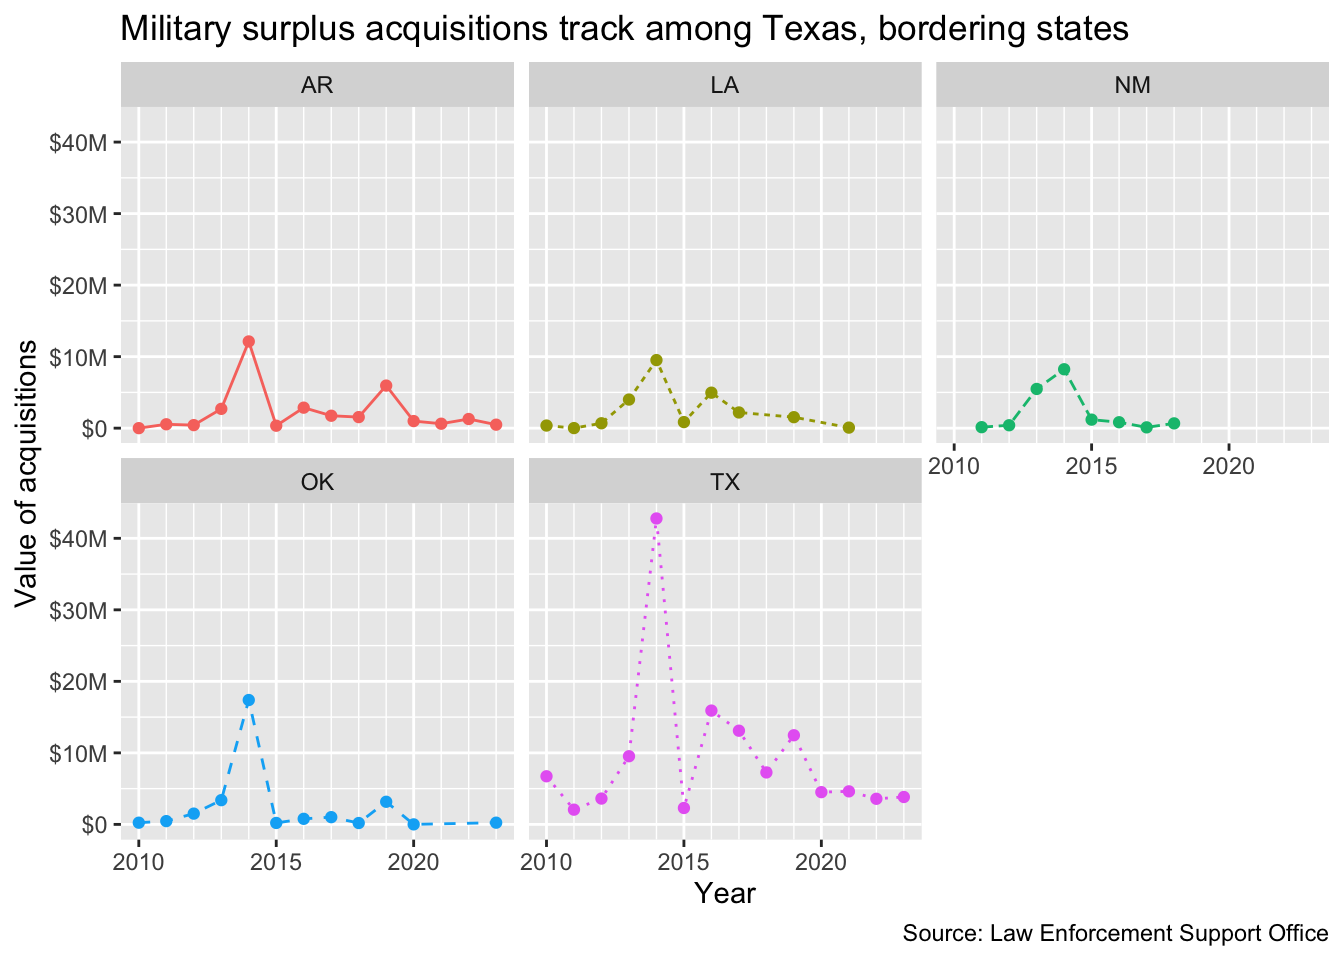 Military surplus acquisitions track among Texas, bordering states
AR
LA
NM
$40M
$30M
$20M
$10M
$0
2010
2015
2020
OK
TX
$40M
$30M
$20M
$10M
$0
2010
2015
2020
2010
2015
2020
Value of acquisitions
Year
Source: Law Enforcement Support Office